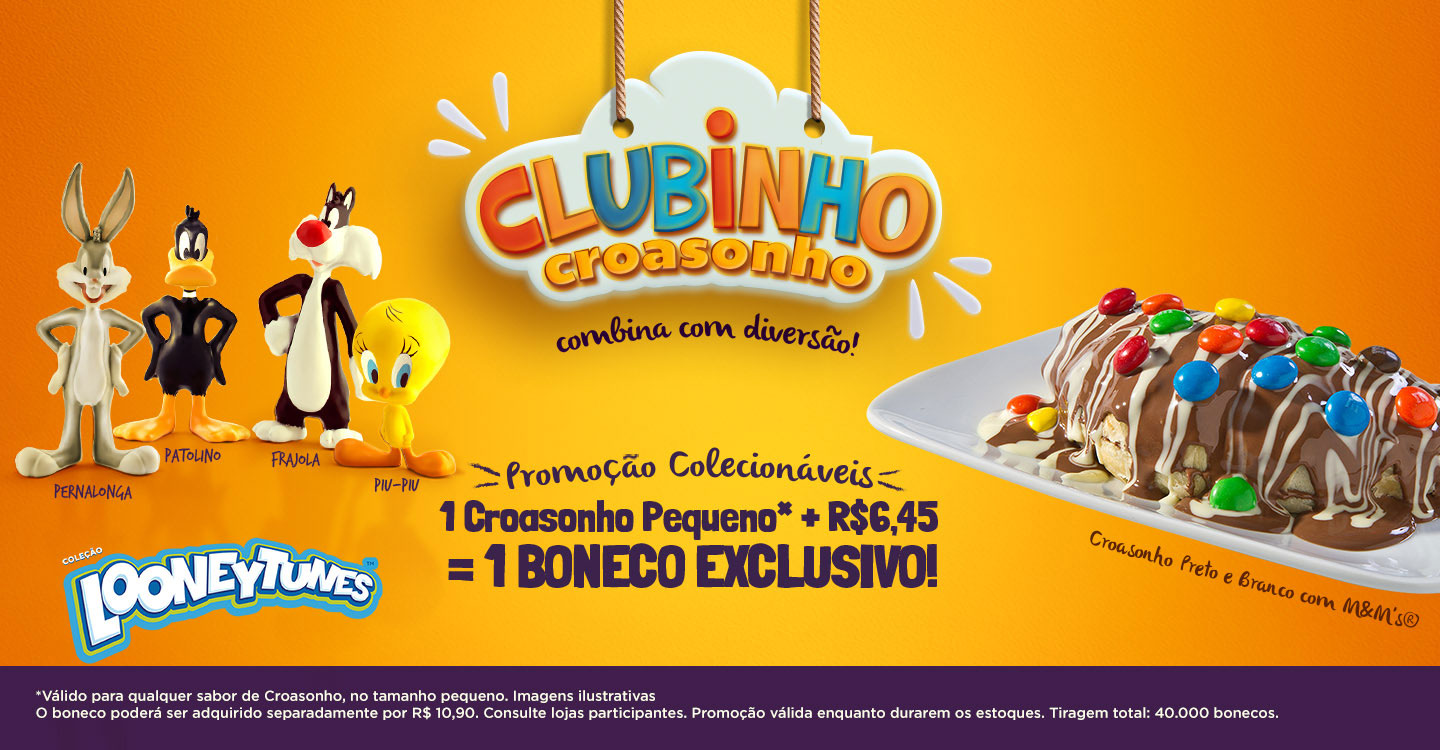 CLUBiNHO
croasonho
combina com diversão!
PERNALONGA
PATOLINO
FRAJOLA
PIU-PIU
COLEÇÃO
LOONEY TUNES™
Promoção Colecionáveis
1 Croasonho Pequeno* + R$6,45
= 1 BONECO EXCLUSIVO!
Croasonho Preto e Branco com M&M's®
*Válido para qualquer sabor de Croasonho, no tamanho pequeno. Imagens ilustrativas
O boneco poderá ser adquirido separadamente por R$ 10,90. Consulte lojas participantes. Promoção válida enquanto durarem os estoques. Tiragem total: 40.000 bonecos.